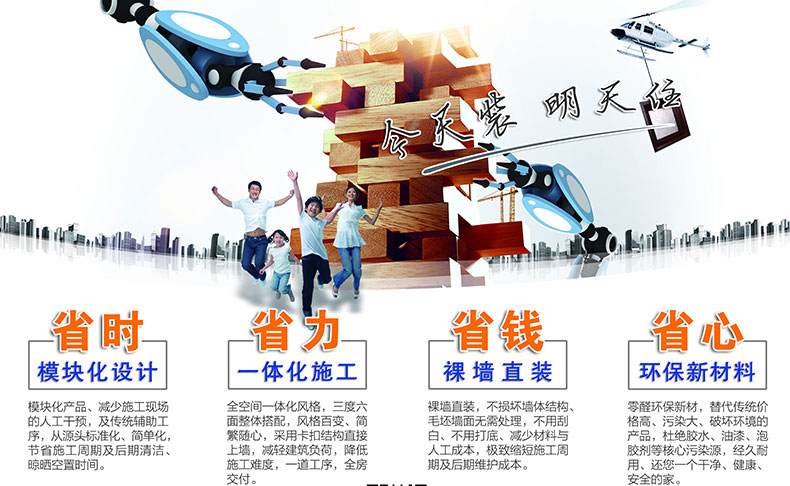 今天装 明天住
省时
模块化设计
模块化产品、减少施工现场
的人工干预，及传统辅助工
序，从源头标准化、简单化，
节省施工周期及后期清洁、
晾晒空置时间。
省力
一体化施工
全空间一体化风格，三度六
面整体搭配，风格百变、简
繁随心，采用卡扣结构直接
上墙，减轻建筑负荷，降低
施工难度，一道工序，全房
交付。
省钱
裸墙直装
裸墙直装，不损坏墙体结构、
毛坯墙面无需处理，不用刮
白、不用打底、减少材料与
人工成本，极致缩短施工周
期及后期维护成本。
省心
环保新材料
零醛环保新材，替代传统价
格高、污染大、破坏环境的
产品，杜绝胶水、油漆、泡
胶剂等核心污染源，经久耐
用、还您一个干净、健康、
安全的家。